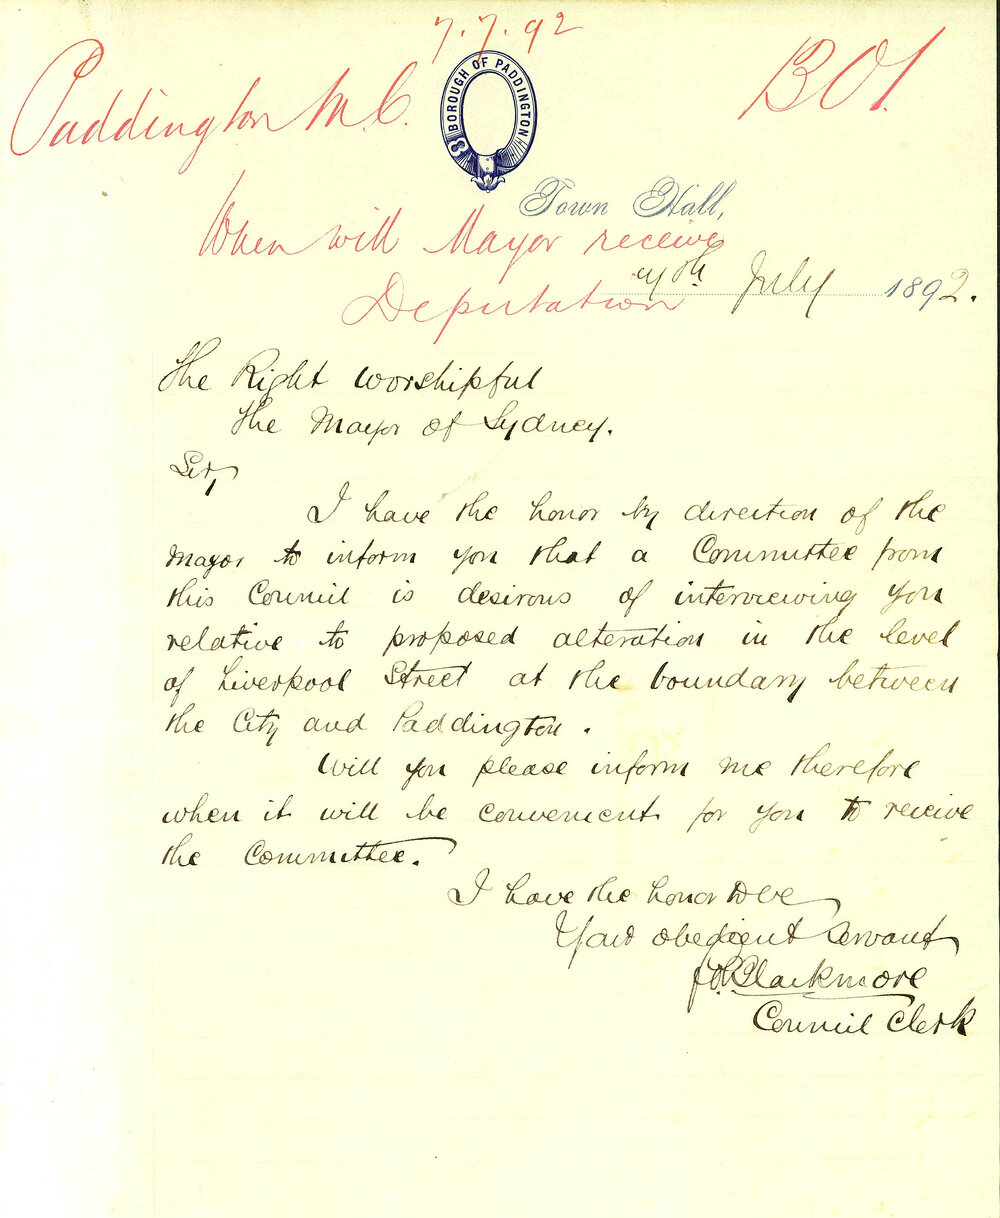 7.7.92
Paddington M.C.
BOROUGH OF PADDINGTON
Town Hall,
When will Mayor receive
Deputation
7th July 1892.
The Right Worshipful
The Mayor of Sydney.
Sir,
I have the honor by direction of the
Mayor to inform you that a Committee from
this Council is desirous of interviewing you
relative to proposed alteration in the level
of Liverpool Street at the boundary between
the City and Paddington.
Will you please inform me therefore
when it will be convenient for you to receive
the Committee.
I have the honor to be
Your obedient Servant
Blackmore
Council Clerk